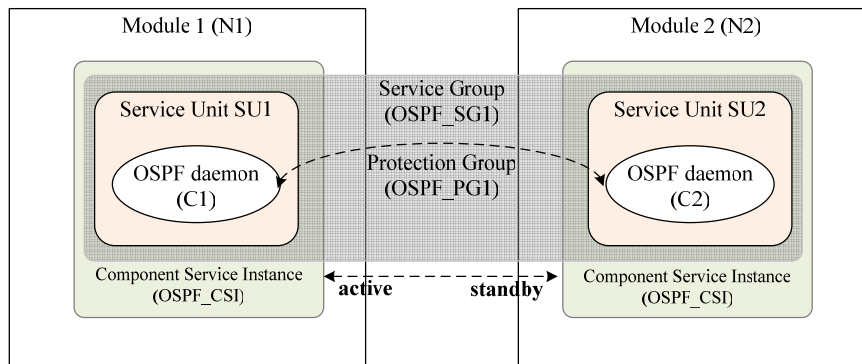 Module 1 (N1)
Module 2 (N2)
Service Group
(OSPF_SG1)
Service Unit SU1
Service Unit SU2
OSPF daemon
(C1)
Protection Group
(OSPF_PG1)
OSPF daemon
(C2)
Component Service Instance
(OSPF_CSI)
active
standby
Component Service Instance
(OSPF_CSI)